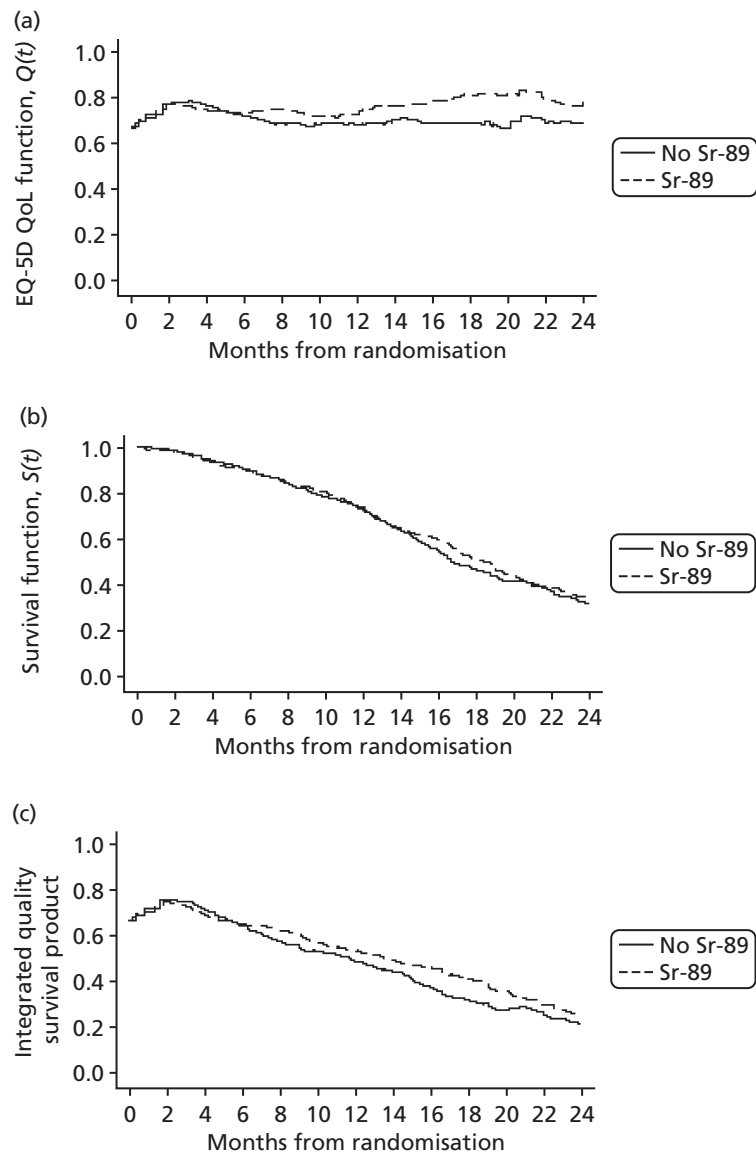 (a)
EQ-5D QoL function, Q(t)
1.0
0.8
0.6
0.4
0.2
0.0
0 2 4 6 8 10 12 14 16 18 20 22 24
Months from randomisation
No Sr-89
Sr-89
(b)
Survival function, S(t)
1.0
0.8
0.6
0.4
0.2
0.0
0 2 4 6 8 10 12 14 16 18 20 22 24
Months from randomisation
No Sr-89
Sr-89
(c)
Integrated quality
survival product
1.0
0.8
0.6
0.4
0.2
0.0
0 2 4 6 8 10 12 14 16 18 20 22 24
Months from randomisation
No Sr-89
Sr-89